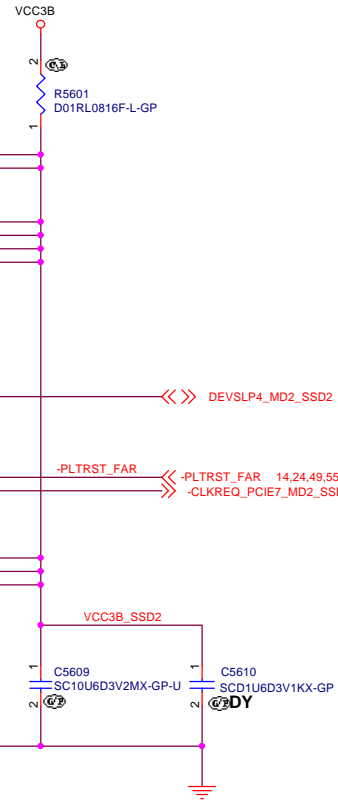 VCC3B
2
R5601
D01RL0816F-L-GP
1
DEVSLP4_MD2_SSD2
-PLTRST_FAR
-PLTRST_FAR 14,24,49,55
-CLKREQ_PCIE7_MD2_SS
VCC3B_SSD2
1
C5609
SC10U6D3V2MX-GP-U
2
1
C5610
SCD1U6D3V1KX-GP
2
DY